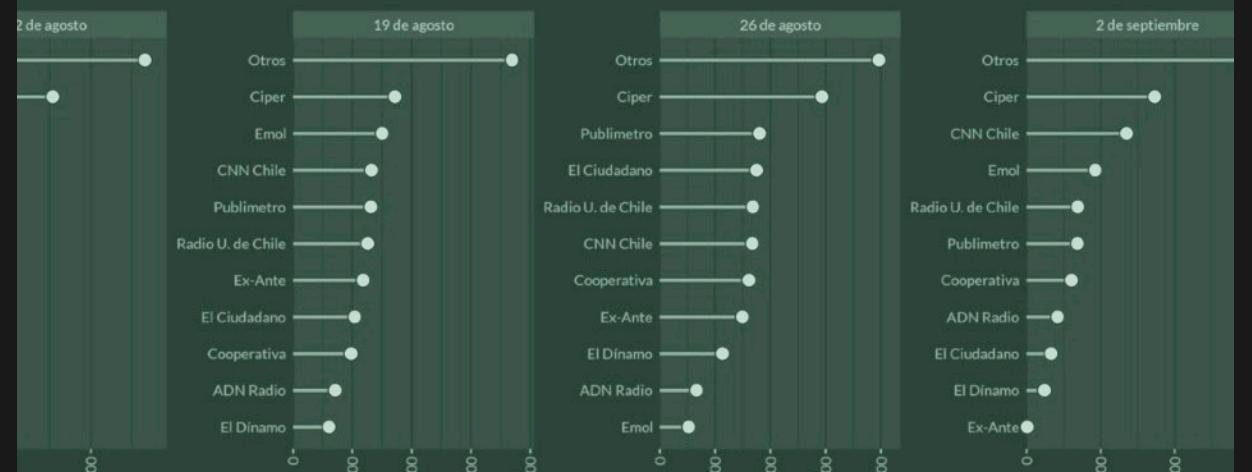 2 de agosto
19 de agosto
Otros
Ciper
Emol
CNN Chile
Publimetro
Radio U. de Chile
Ex-Ante
El Ciudadano
Cooperativa
ADN Radio
El Dínamo
26 de agosto
Otros
Ciper
Publimetro
El Ciudadano
Radio U. de Chile
CNN Chile
Cooperativa
Ex-Ante
El Dínamo
ADN Radio
Emol
2 de septiembre
Otros
Ciper
CNN Chile
Emol
Radio U. de Chile
Publimetro
Cooperativa
ADN Radio
El Ciudadano
El Dínamo
Ex-Ante